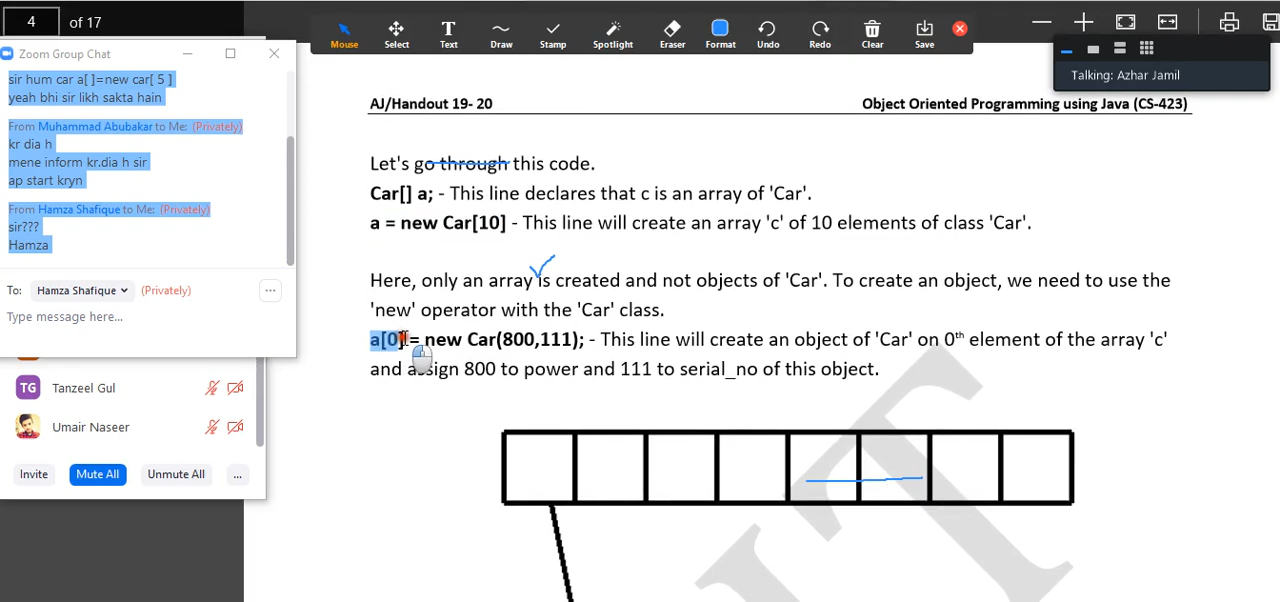 4 of 17
Mouse Select Text Draw Stamp Spotlight Eraser Format Undo Redo Clear Save
Talking: Azhar Jamil
Zoom Group Chat
sir hum car a[ ]=new car[ 5 ]
yeah bhi sir likh sakta hain
From Muhammad Abubakar to Me: (Privately)
kr dia h
mene inform kr.dia h sir
ap start kryn
From Hamza Shafique to Me: (Privately)
sir???
Hamza
To: Hamza Shafique (Privately)
Type message here...
TG Tanzeel Gul
Umair Naseer
Invite Mute All Unmute All ...
AJ/Handout 19- 20 Object Oriented Programming using Java (CS-423)
Let's go through this code.
Car[] a; - This line declares that c is an array of 'Car'.
a = new Car[10] - This line will create an array 'c' of 10 elements of class 'Car'.
Here, only an array is created and not objects of 'Car'. To create an object, we need to use the
'new' operator with the 'Car' class.
a[0] = new Car(800,111); - This line will create an object of 'Car' on 0th element of the array 'c'
and assign 800 to power and 111 to serial_no of this object.